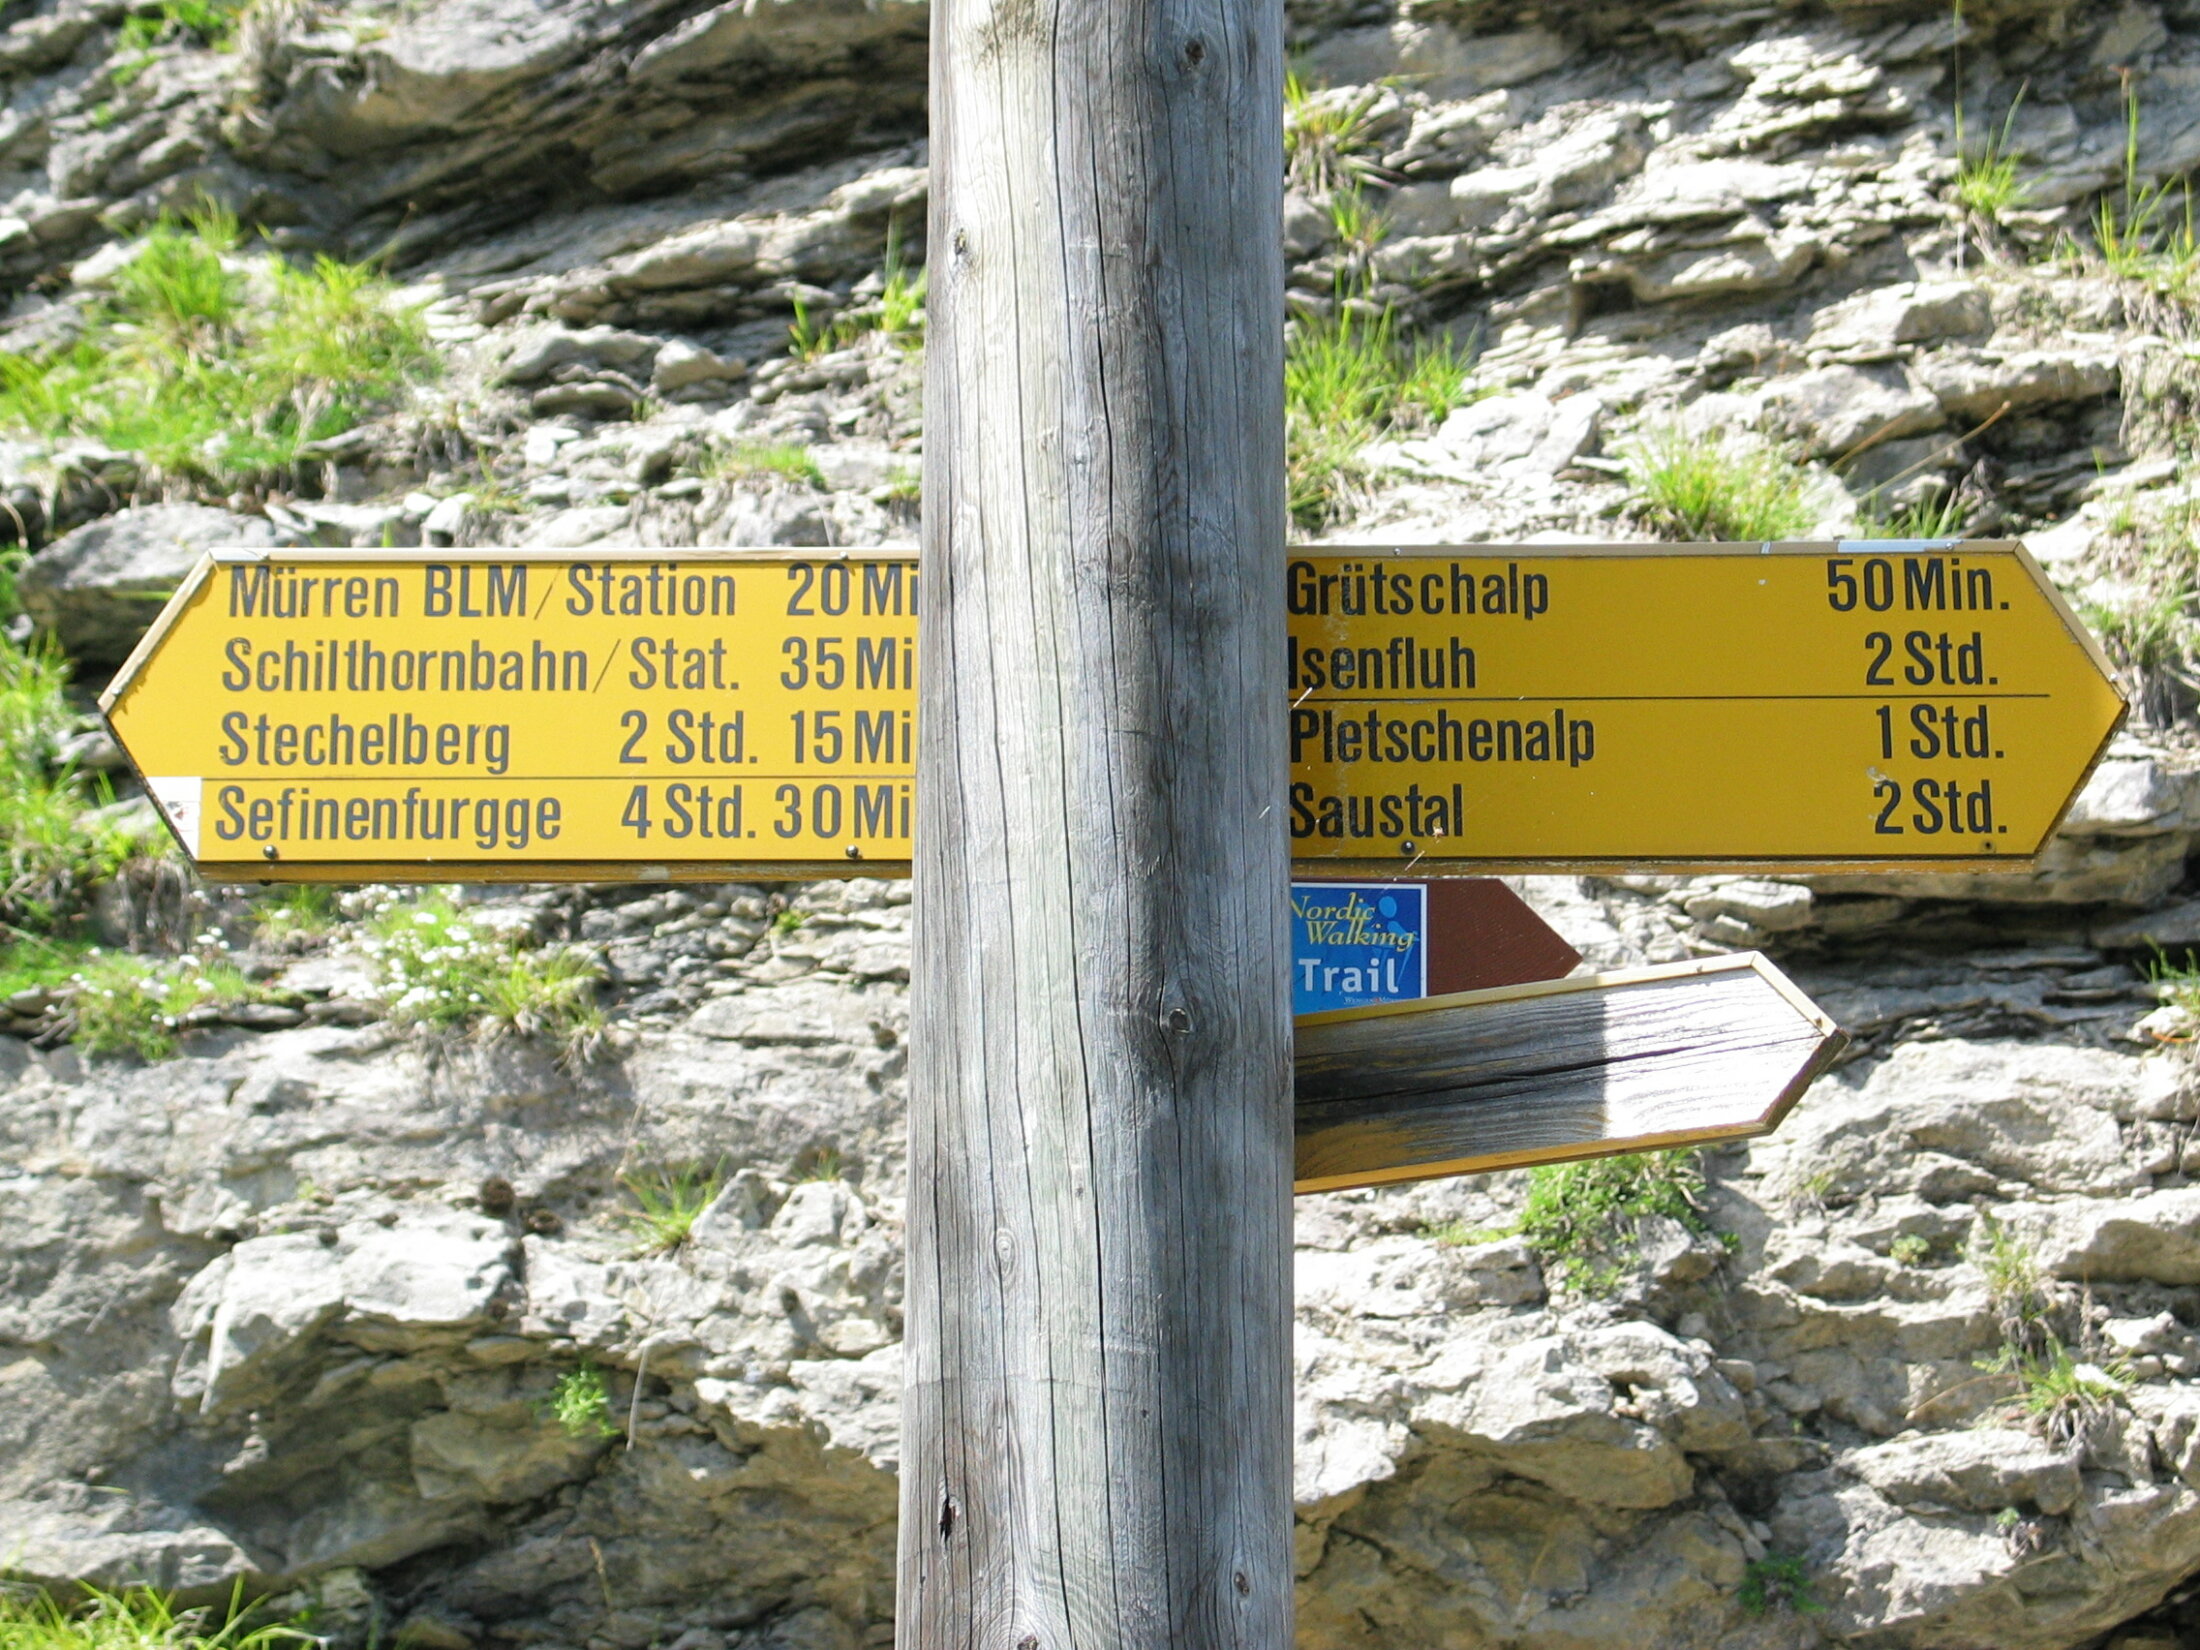 Mürren BLM/Station 20 Mi
Schilthornbahn/Stat. 35 Mi
Stechelberg 2 Std. 15 Mi
Sefinenfurgge 4 Std. 30 Mi
Grütschalp 50 Min.
Isenfluh 2 Std.
Pletschenalp 1 Std.
Saustal 2 Std.
Nordic
Walking
Trail